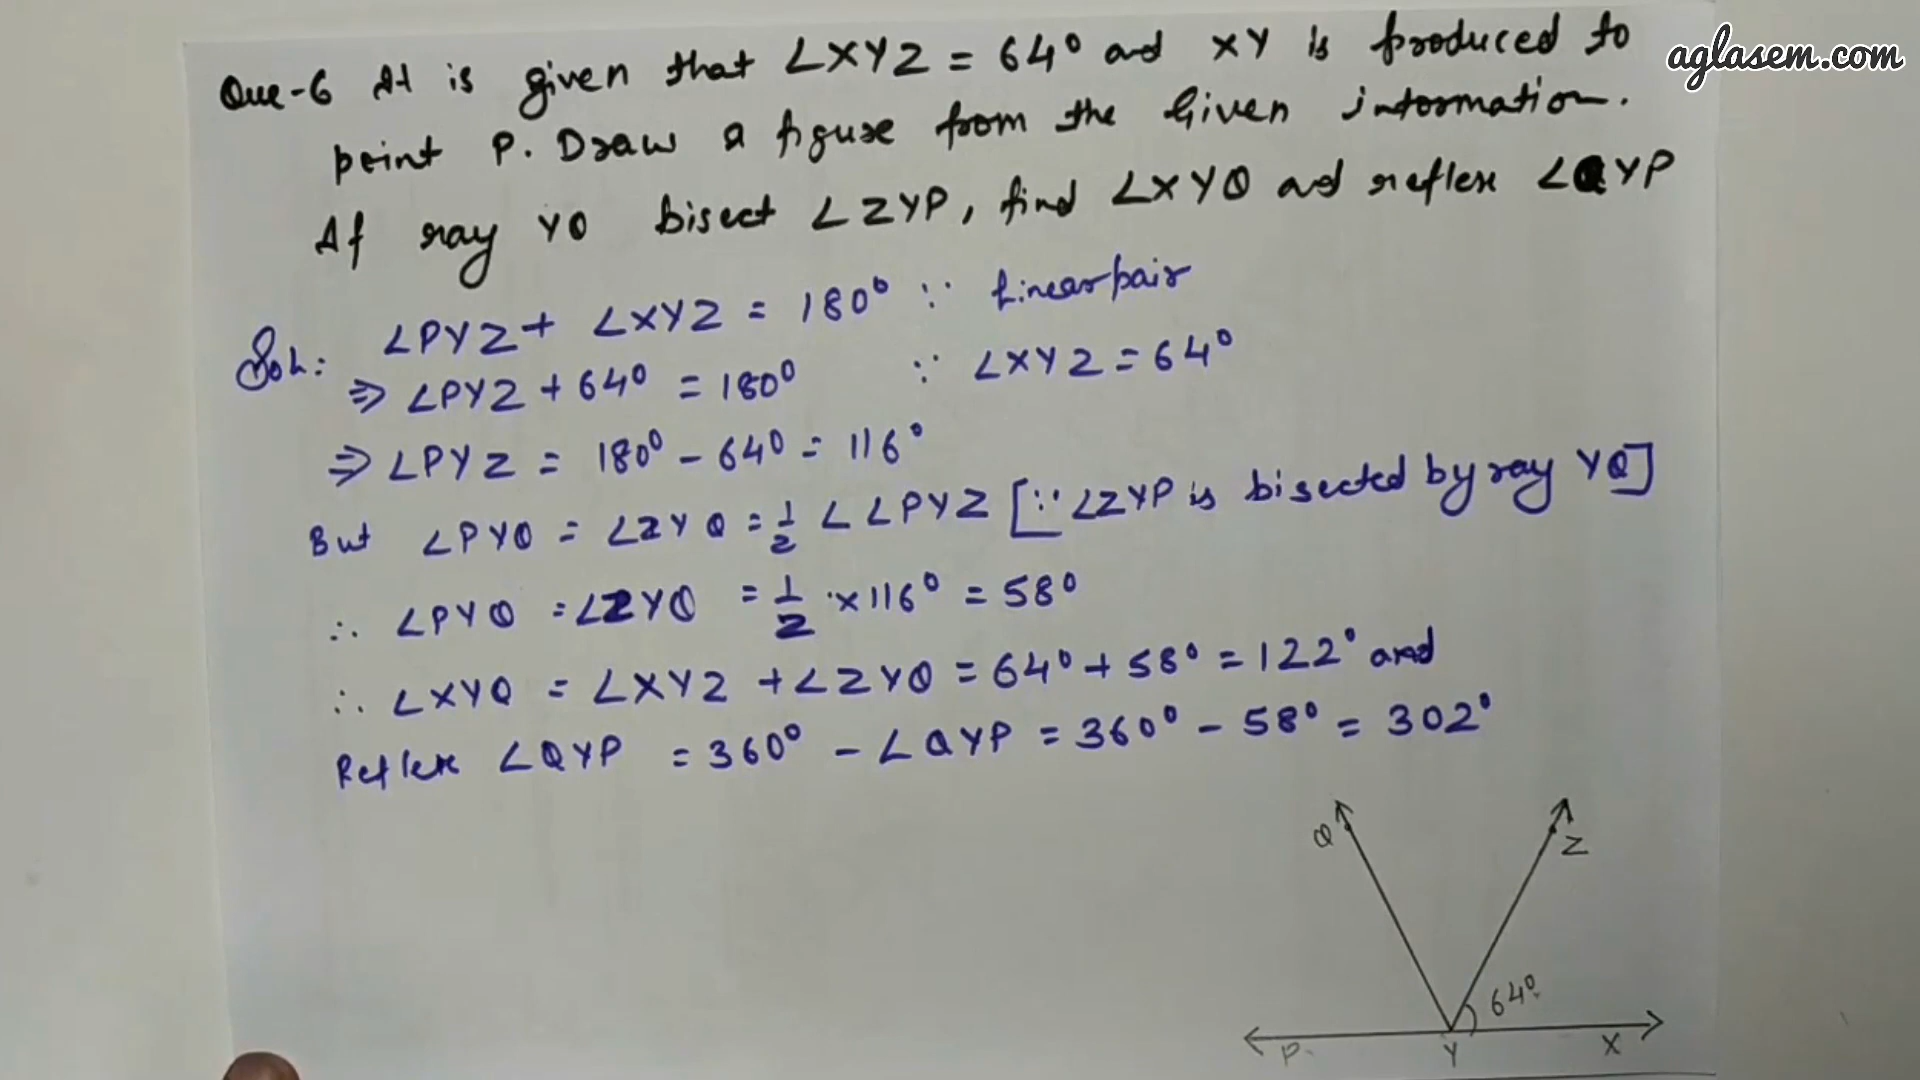 aglasem.com
Que-6 It is given that ∠XYZ = 64° and XY is produced to
point P. Draw a figure from the Given information.
If ray YQ bisect ∠ZYP, find ∠XYQ and reflex ∠QYP
Soln: ∠PYZ + ∠XYZ = 180° ∵ Linear pair
⇒ ∠PYZ + 64° = 180° ∵ ∠XYZ = 64°
⇒ ∠PYZ = 180° - 64° = 116°
But ∠PYQ = ∠ZYQ = 1/2 ∠ ∠PYZ [∵ ∠ZYP is bisected by ray YQ]
∴ ∠PYQ = ∠ZYQ = 1/2 × 116° = 58°
∴ ∠XYQ = ∠XYZ + ∠ZYQ = 64° + 58° = 122° and
Reflex ∠QYP = 360° - ∠QYP = 360° - 58° = 302°
Q Z
64°
P Y X